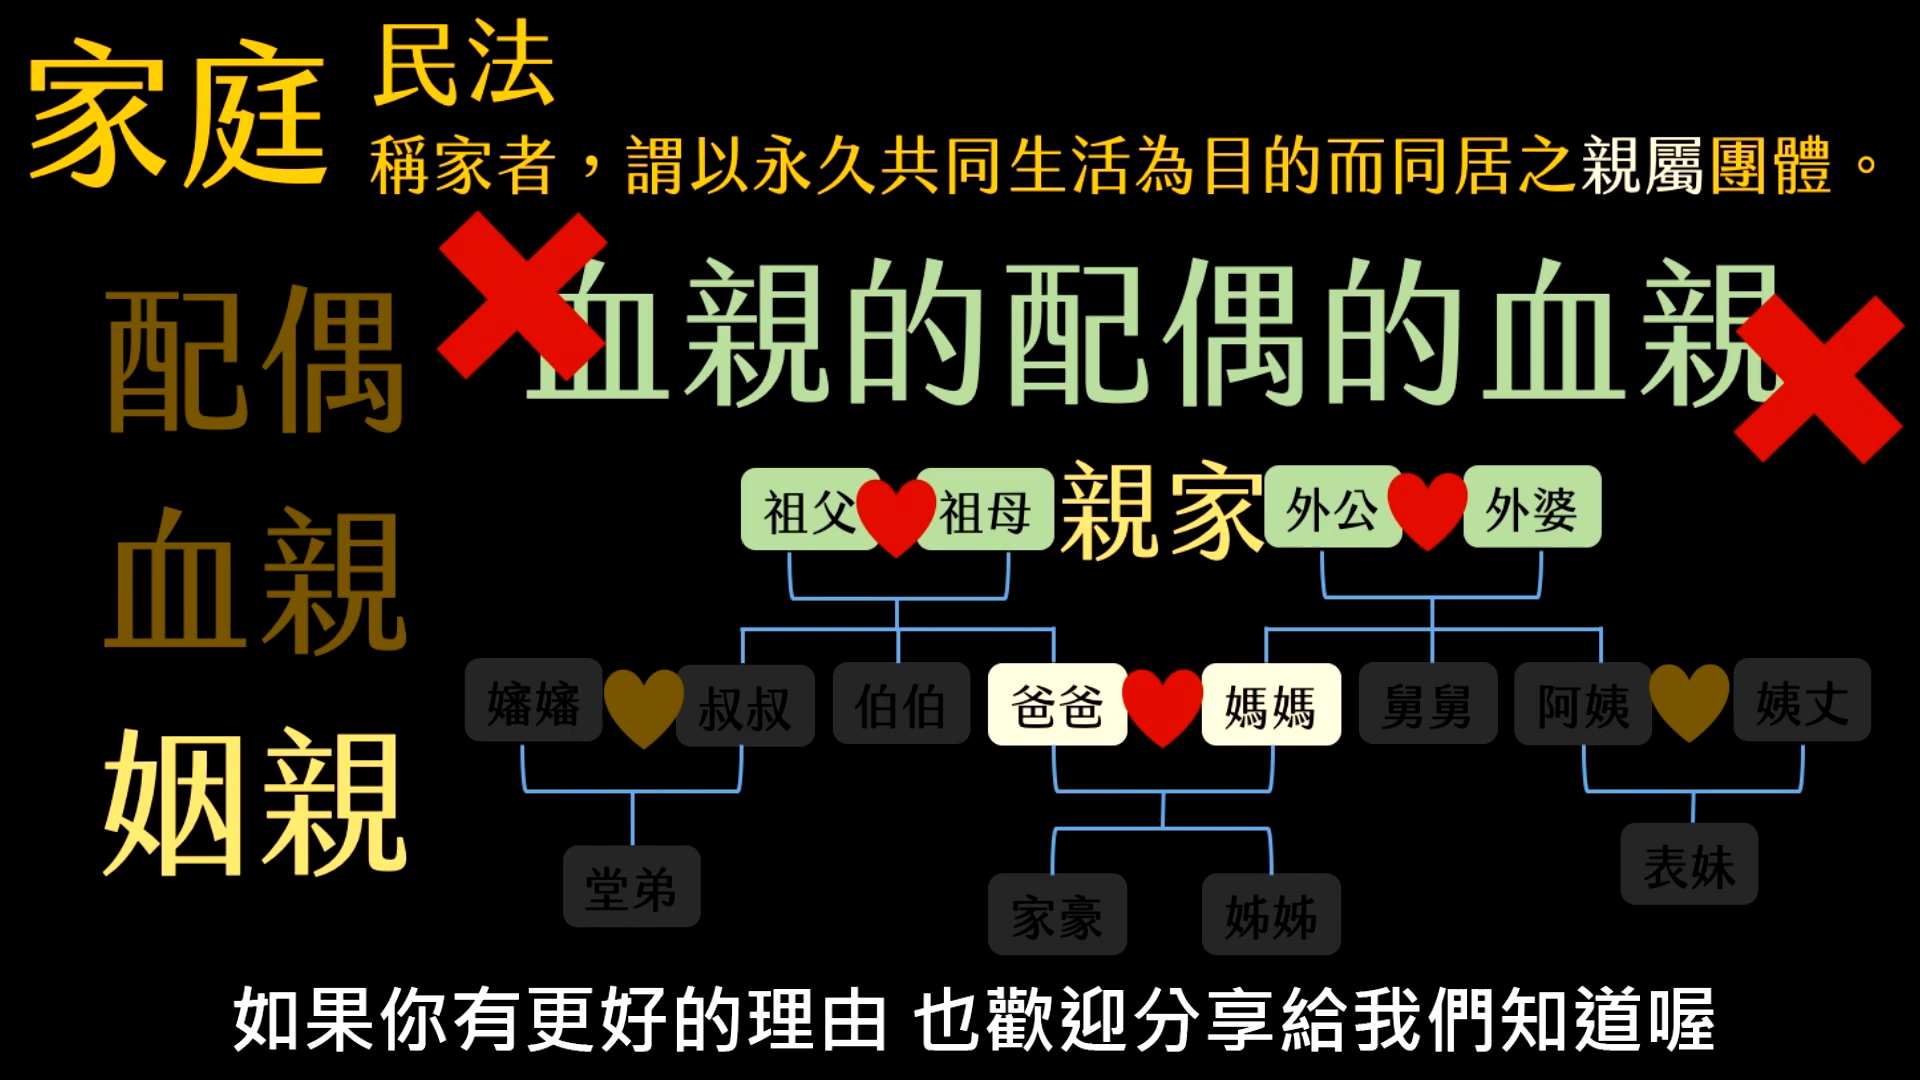 家庭
民法
稱家者，謂以永久共同生活為目的而同居之親屬團體。
配偶
血親的配偶的血親
血親
姻親
祖父
祖母
親家
外公
外婆
嬸嬸
叔叔
伯伯
爸爸
媽媽
舅舅
阿姨
姨丈
堂弟
家豪
姊姊
表妹
如果你有更好的理由 也歡迎分享給我們知道喔